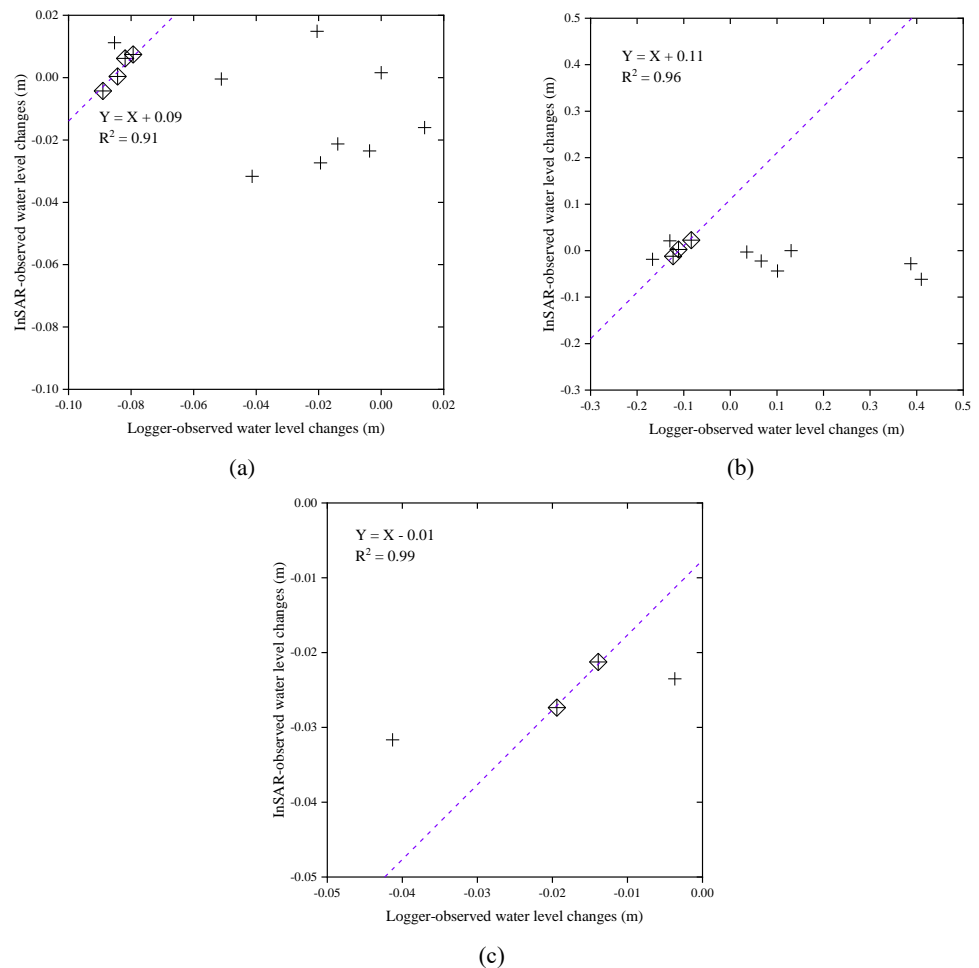 0.02
0.00
-0.02
-0.04
-0.06
-0.08
-0.10
-0.10 -0.08 -0.06 -0.04 -0.02 0.00 0.02
InSAR-observed water level changes (m)
Logger-observed water level changes (m)
Y = X + 0.09
R² = 0.91
(a)
0.5
0.4
0.3
0.2
0.1
0.0
-0.1
-0.2
-0.3
-0.3 -0.2 -0.1 0.0 0.1 0.2 0.3 0.4 0.5
InSAR-observed water level changes (m)
Logger-observed water level changes (m)
Y = X + 0.11
R² = 0.96
(b)
0.00
-0.01
-0.02
-0.03
-0.04
-0.05
-0.05 -0.04 -0.03 -0.02 -0.01 0.00
InSAR-observed water level changes (m)
Logger-observed water level changes (m)
Y = X - 0.01
R² = 0.99
(c)